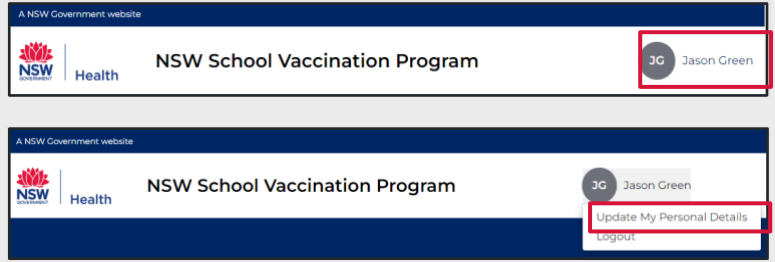 A NSW Government website
NSW
GOVERNMENT
Health
NSW School Vaccination Program
JG Jason Green
A NSW Government website
NSW
GOVERNMENT
Health
NSW School Vaccination Program
JG Jason Green
Update My Personal Details
Logout